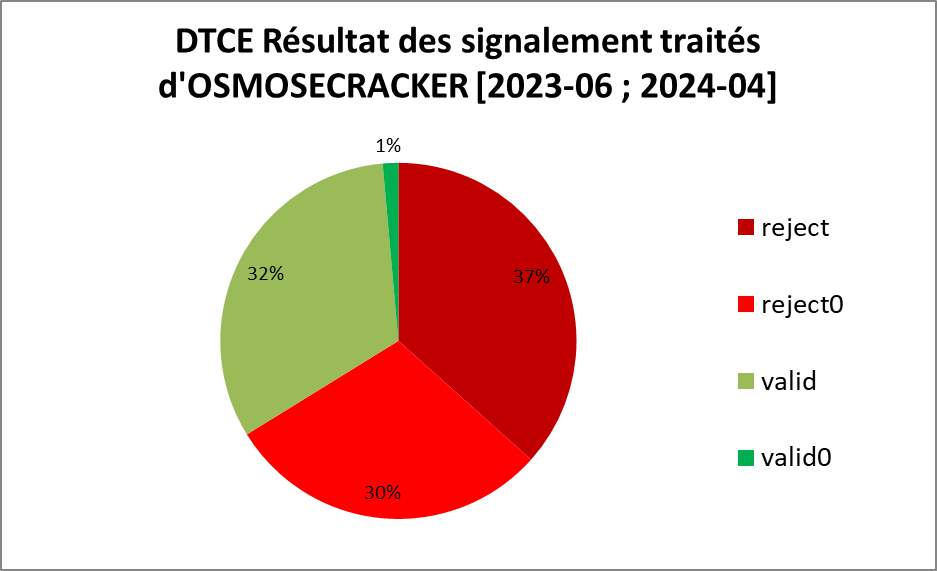 DTCE Résultat des signalement traités
d'OSMOSECRACKER [2023-06 ; 2024-04]
1%
37%
32%
30%
reject
reject0
valid
valid0